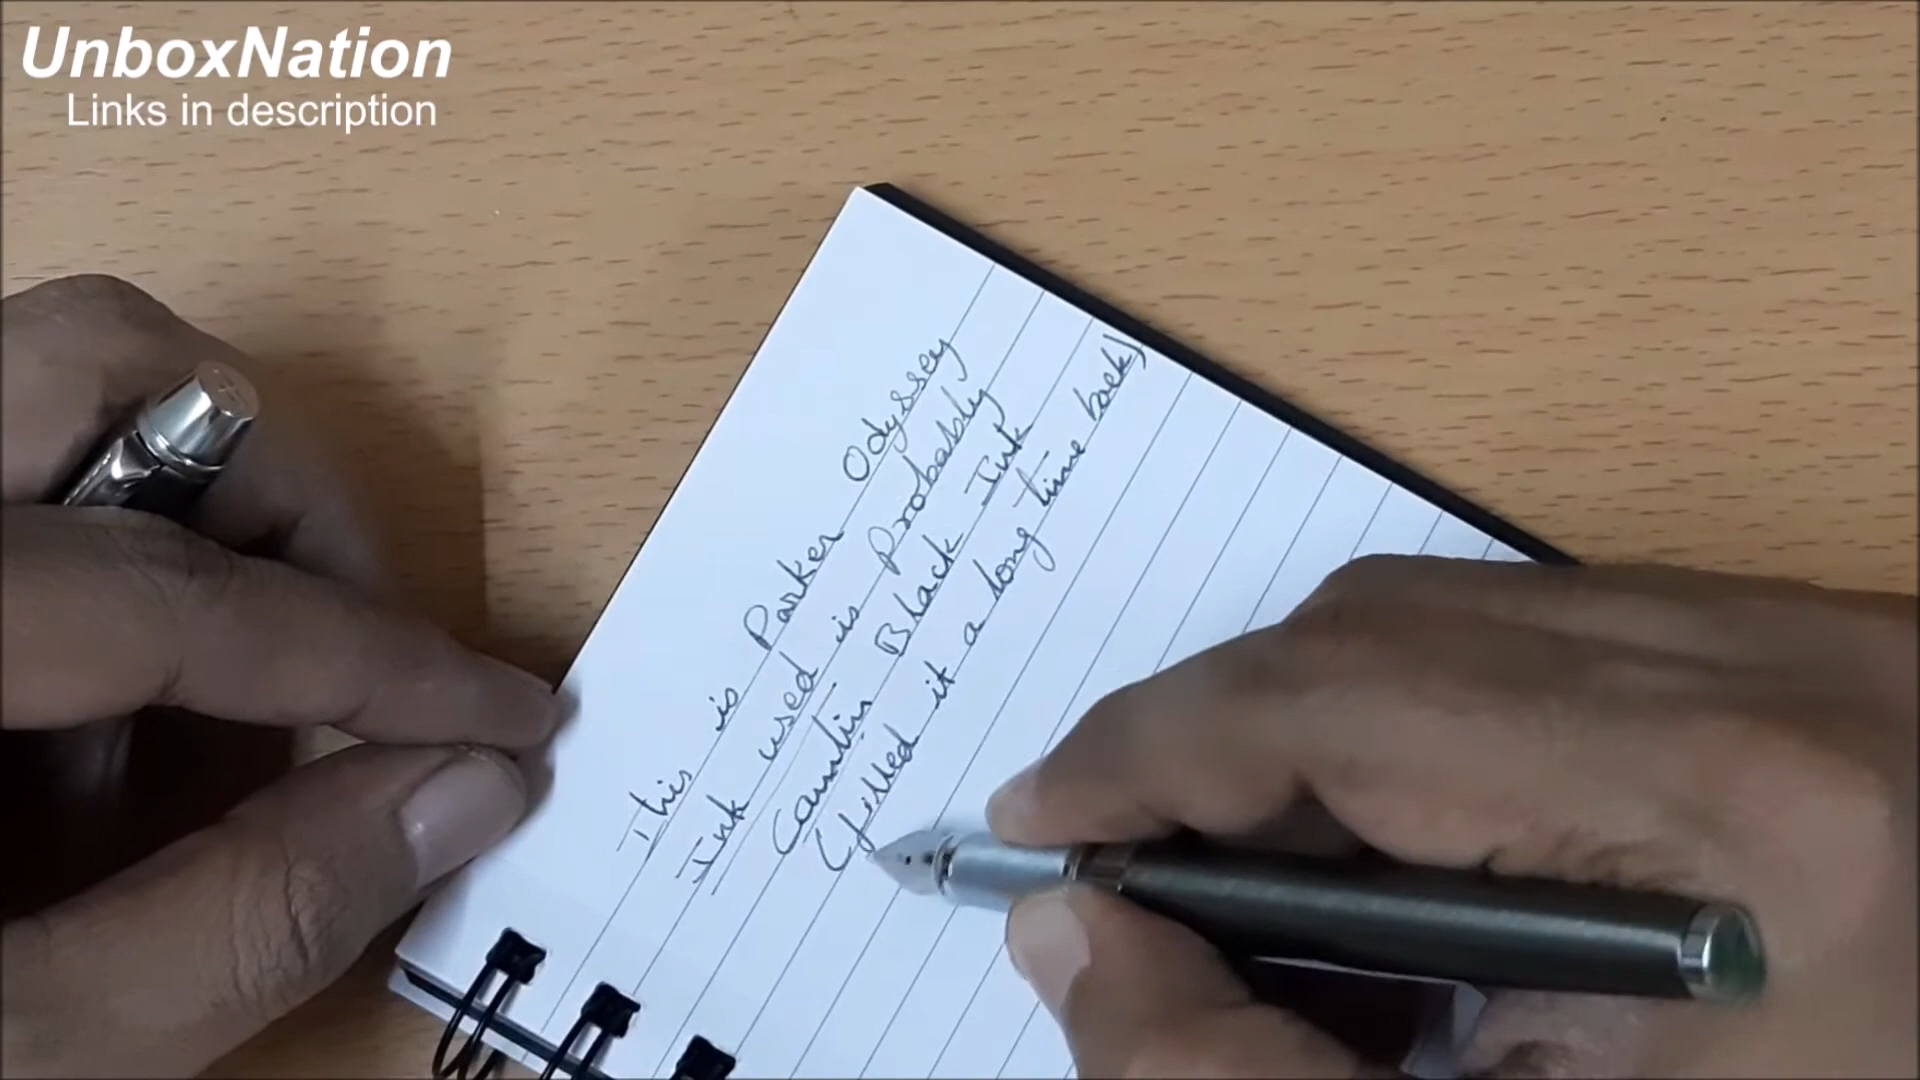 UnboxNation
Links in description
This is Parker Odyssey
Ink used is Probably
Camlin Black Ink
(filled it a long time back)